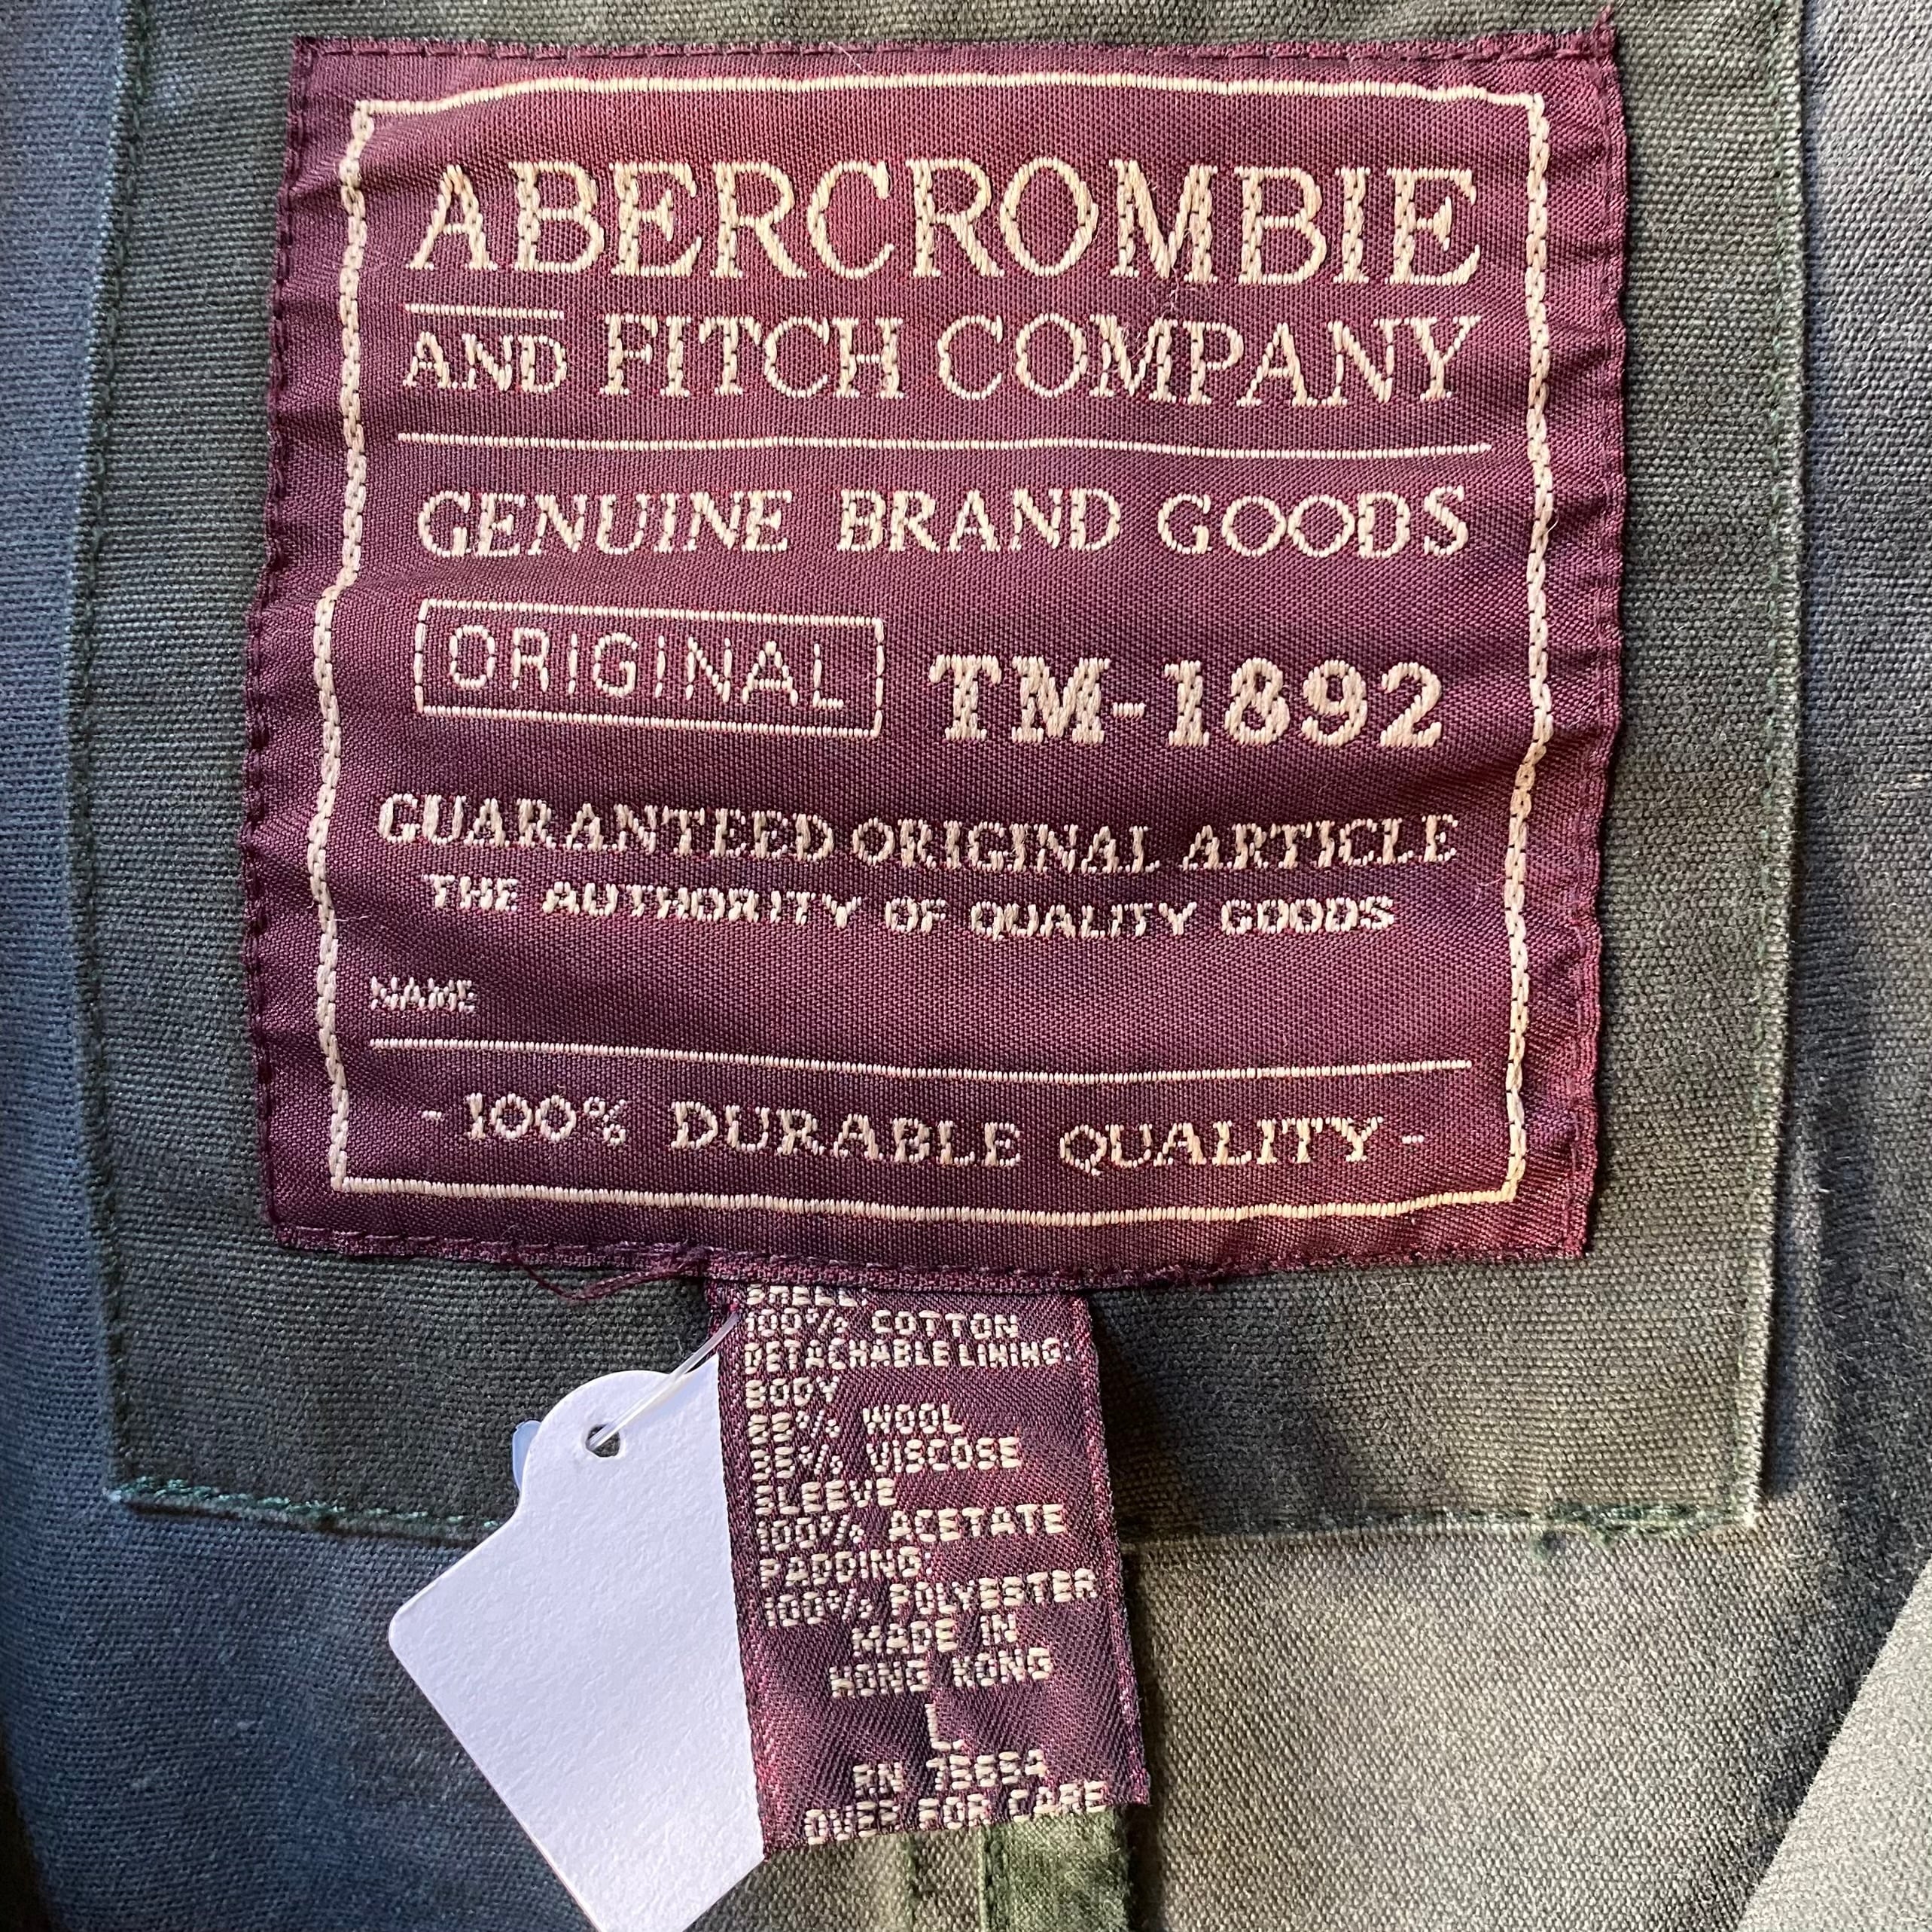 ABERCROMBIE
AND FITCH COMPANY
GENUINE BRAND GOODS
ORIGINAL TM-1892
GUARANTEED ORIGINAL ARTICLE
THE AUTHORITY OF QUALITY GOODS
NAME
- 100% DURABLE QUALITY -
SHELL:
100% COTTON
DETACHABLE LINING:
BODY
WOOL
VISCOSE
SLEEVE
100% ACETATE
PADDING:
100% POLYESTER
MADE IN
HONG KONG
L.
RN
OVER FOR CARE